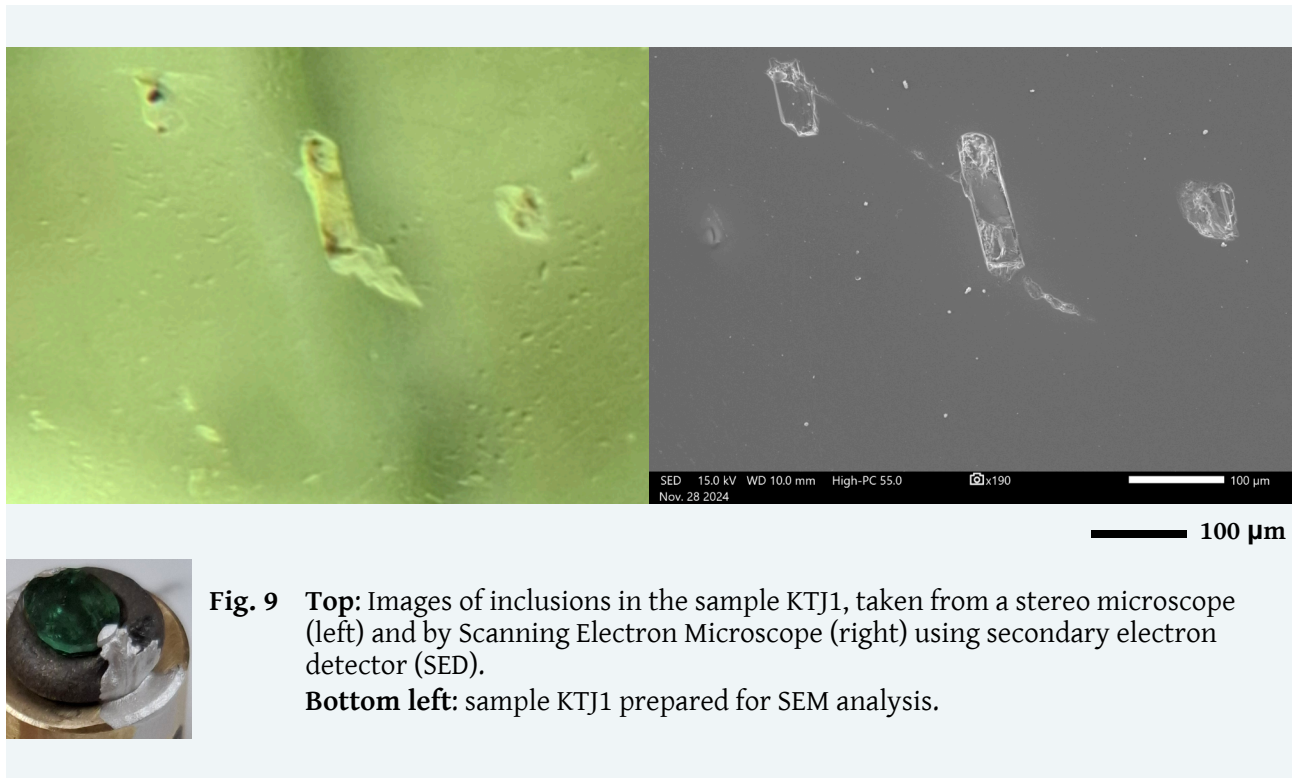 SED 15.0 kV WD 10.0 mm High-PC 55.0 x190 100 µm
Nov. 28 2024
100 µm
Fig. 9 Top: Images of inclusions in the sample KTJ1, taken from a stereo microscope
(left) and by Scanning Electron Microscope (right) using secondary electron
detector (SED).
Bottom left: sample KTJ1 prepared for SEM analysis.